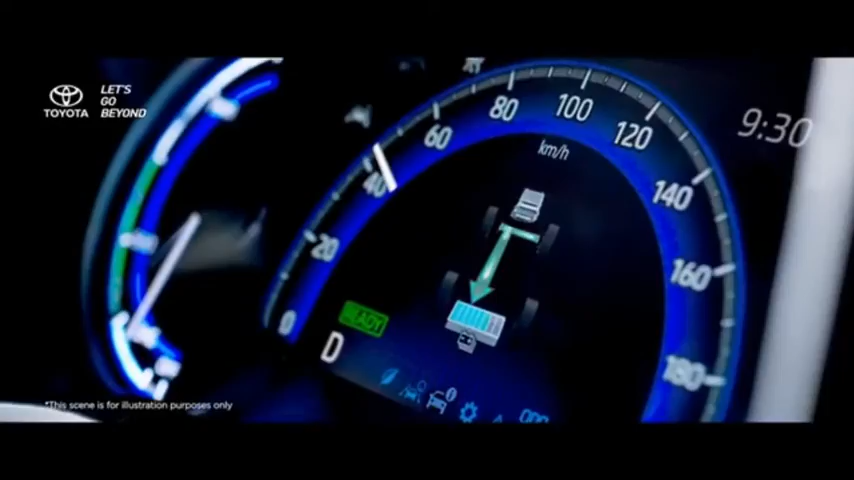 TOYOTA
LET'S
GO
BEYOND
9:30
km/h
0
20
40
60
80
100
120
140
160
180
READY
D
*This scene is for illustration purposes only